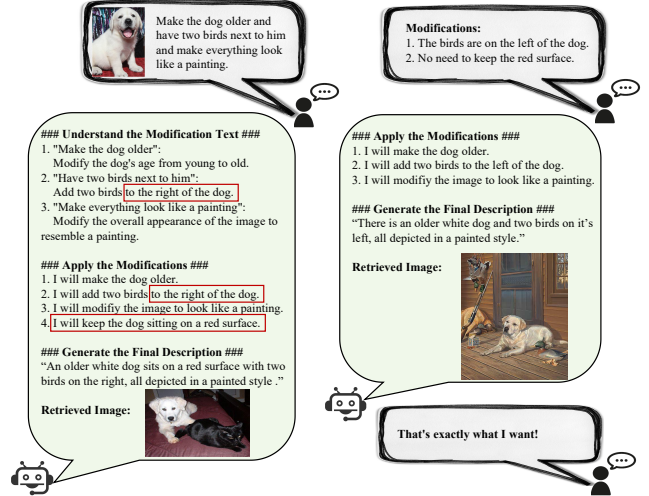 Make the dog older and
have two birds next to him
and make everything look
like a painting.
### Understand the Modification Text ###
1. "Make the dog older":
Modify the dog's age from young to old.
2. "Have two birds next to him":
Add two birds to the right of the dog.
3. "Make everything look like a painting":
Modify the overall appearance of the image to
resemble a painting.
### Apply the Modifications ###
1. I will make the dog older.
2. I will add two birds to the right of the dog.
3. I will modifiy the image to look like a painting.
4. I will keep the dog sitting on a red surface.
### Generate the Final Description ###
“An older white dog sits on a red surface with two
birds on the right, all depicted in a painted style .”
Retrieved Image:
Modifications:
1. The birds are on the left of the dog.
2. No need to keep the red surface.
### Apply the Modifications ###
1. I will make the dog older.
2. I will add two birds to the left of the dog.
3. I will modifiy the image to look like a painting.
### Generate the Final Description ###
“There is an older white dog and two birds on it’s
left, all depicted in a painted style.”
Retrieved Image:
That's exactly what I want!